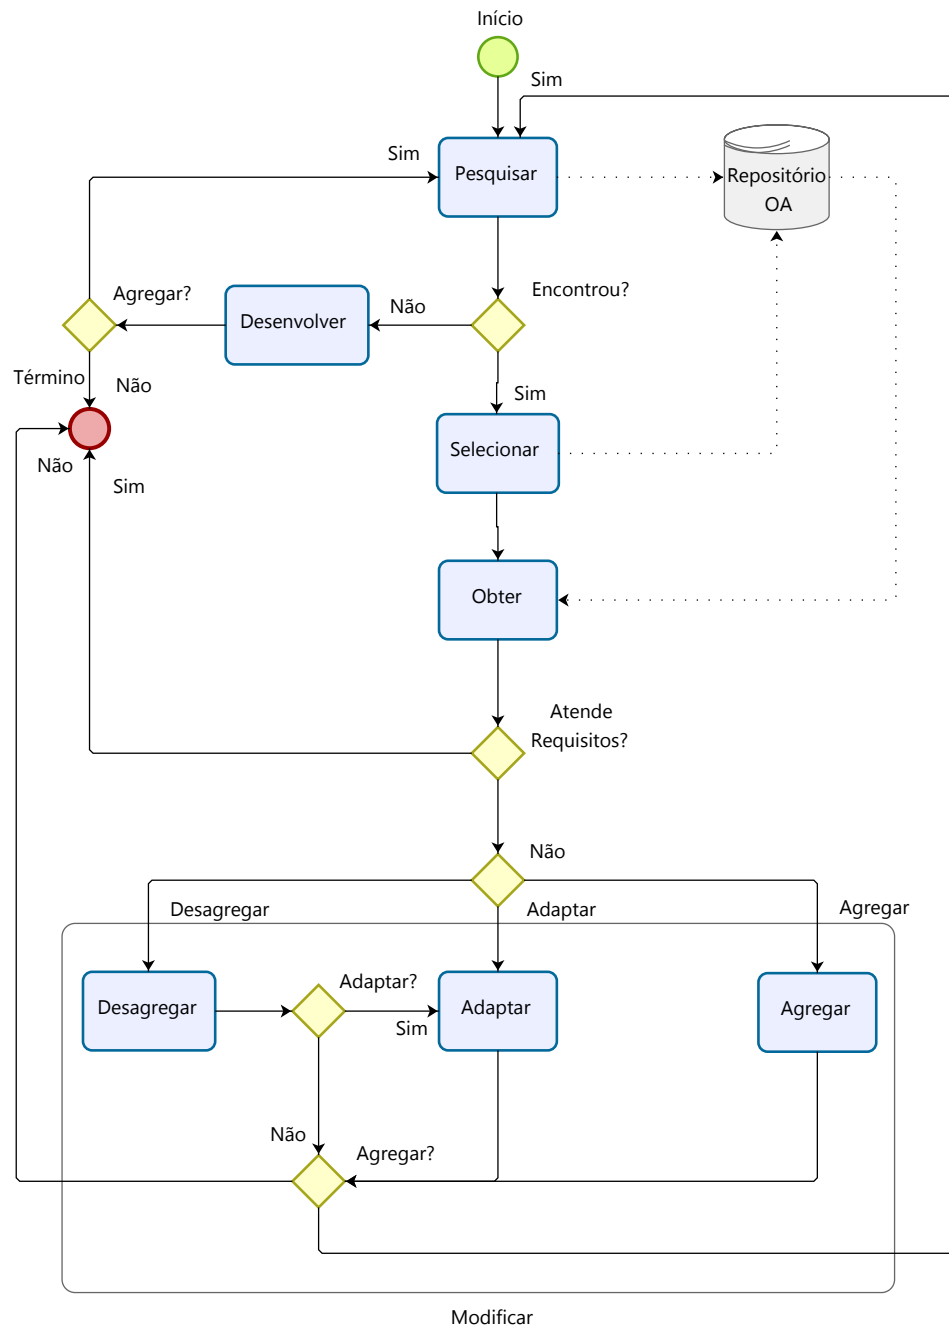 Início
Sim
Sim
Pesquisar
Repositório
OA
Agregar?
Não
Encontrou?
Desenvolver
Término
Não
Sim
Selecionar
Não
Sim
Obter
Atende
Requisitos?
Não
Desagregar
Adaptar
Agregar
Adaptar?
Desagregar
Sim
Adaptar
Agregar
Não
Agregar?
Modificar